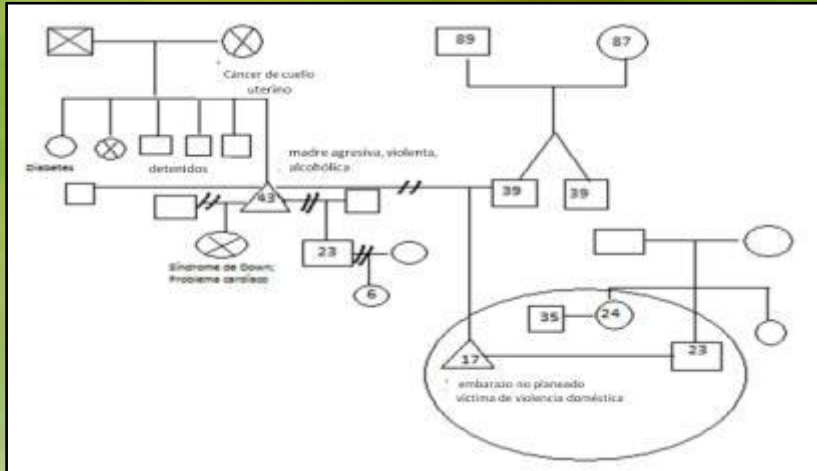 89
87
Cáncer de cuello
uterino
Diabetes
detenidos
madre agresiva, violenta,
alcohólica
43
39
39
23
6
Síndrome de Down;
Problema cardíaco
35
24
17
23
embarazo no planeado
víctima de violencia doméstica